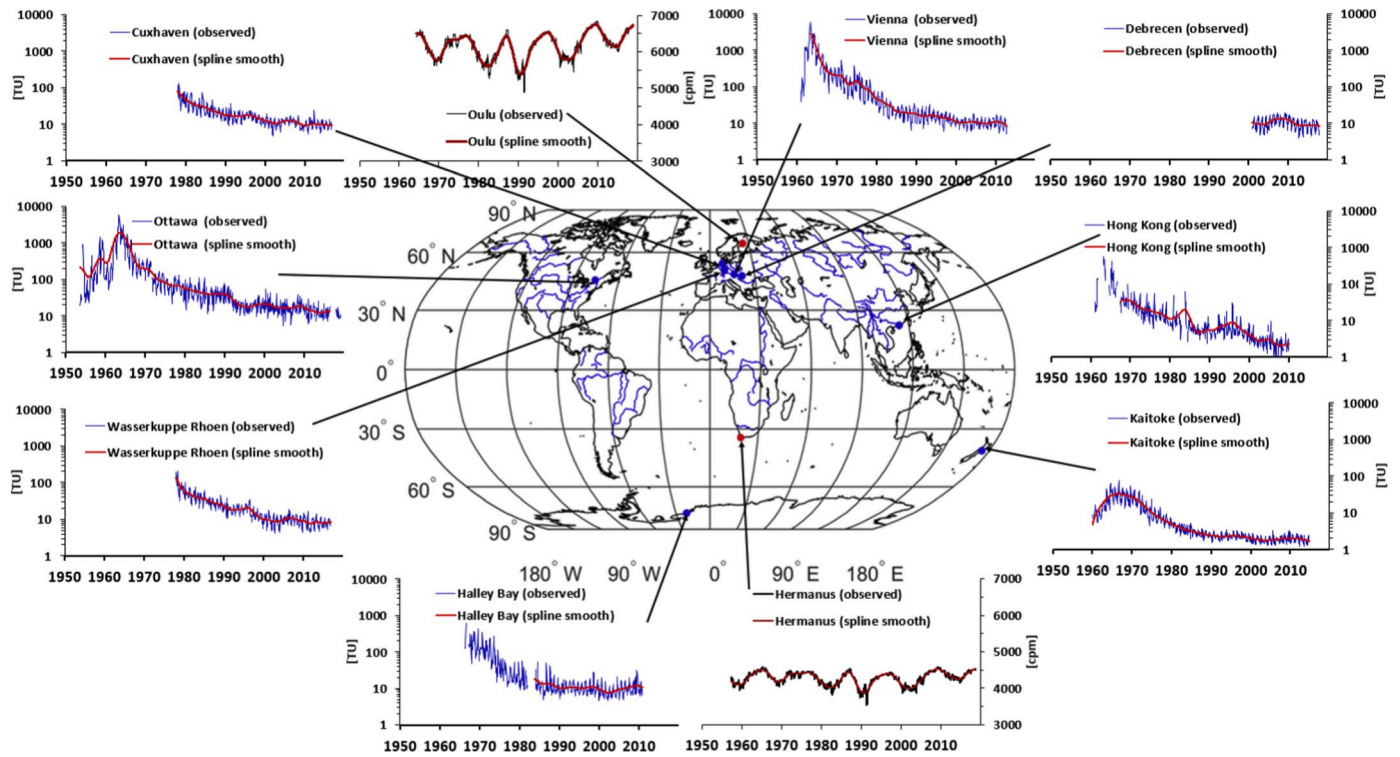 Cuxhaven (observed)
Cuxhaven (spline smooth)
[TU]
10000
1000
100
10
1
1950 1960 1970 1980 1990 2000 2010
Oulu (observed)
Oulu (spline smooth)
[cpm]
7000
6000
5000
4000
3000
1950 1960 1970 1980 1990 2000 2010
Vienna (observed)
Vienna (spline smooth)
[TU]
10000
1000
100
10
1
1950 1960 1970 1980 1990 2000 2010
Debrecen (observed)
Debrecen (spline smooth)
[TU]
10000
1000
100
10
1
1950 1960 1970 1980 1990 2000 2010
Ottawa (observed)
Ottawa (spline smooth)
[TU]
10000
1000
100
10
1
1950 1960 1970 1980 1990 2000 2010
90° N
60° N
30° N
0°
30° S
60° S
90° S
180° W 90° W 0° 90° E 180° E
Hong Kong (observed)
Hong Kong (spline smooth)
[TU]
10000
1000
10
1
1950 1960 1970 1980 1990 2000 2010
Wasserkuppe Rhoen (observed)
Wasserkuppe Rhoen (spline smooth)
[TU]
10000
1000
100
10
1
1950 1960 1970 1980 1990 2000 2010
Kaitoke (observed)
Kaitoke (spline smooth)
[TU]
10000
1000
100
10
1
1950 1960 1970 1980 1990 2000 2010
Halley Bay (observed)
Halley Bay (spline smooth)
[TU]
10000
1000
100
10
1
1950 1960 1970 1980 1990 2000 2010
Hermanus (observed)
Hermanus (spline smooth)
[cpm]
7000
6000
5000
4000
3000
1950 1960 1970 1980 1990 2000 2010